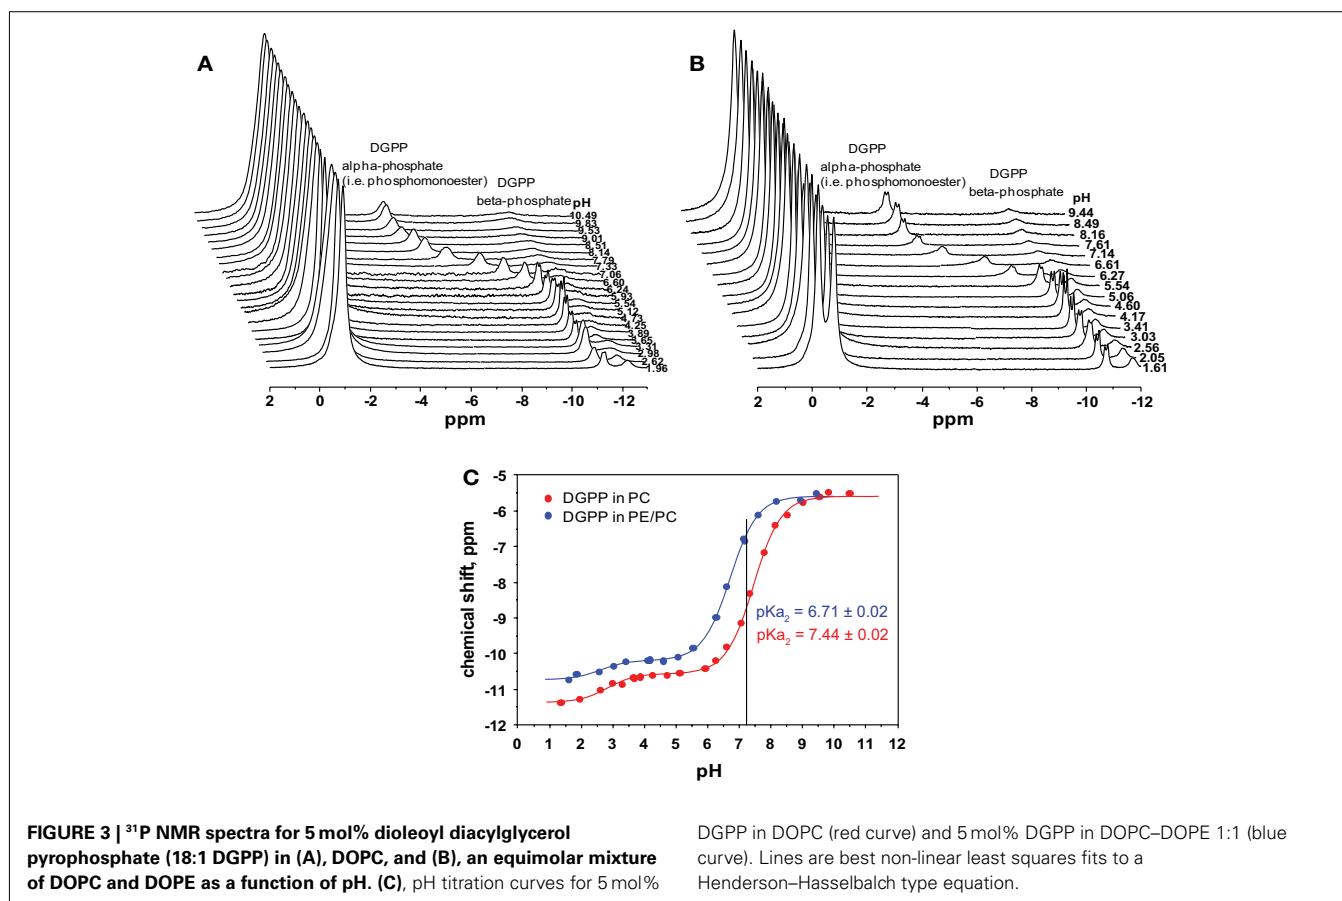 A
DGPP
alpha-phosphate
(i.e. phosphomonoester)
DGPP
beta-phosphate
pH
10.49
9.83
9.53
9.01
8.51
8.14
7.79
7.33
7.06
6.60
6.24
5.93
5.54
5.12
4.73
4.25
3.89
3.65
3.31
2.98
2.62
1.96
2 0 -2 -4 -6 -8 -10 -12
ppm
B
DGPP
alpha-phosphate
(i.e. phosphomonoester)
DGPP
beta-phosphate
pH
9.44
8.49
8.16
7.61
7.14
6.61
6.27
5.54
5.06
4.60
4.17
3.41
3.03
2.56
2.05
1.61
2 0 -2 -4 -6 -8 -10 -12
ppm
C
-5
-6
-7
-8
-9
-10
-11
-12
chemical shift, ppm
DGPP in PC
DGPP in PE/PC
pKa₂ = 6.71 ± 0.02
pKa₂ = 7.44 ± 0.02
0 1 2 3 4 5 6 7 8 9 10 11 12
pH
FIGURE 3 | ³¹P NMR spectra for 5 mol% dioleoyl diacylglycerol
pyrophosphate (18:1 DGPP) in (A), DOPC, and (B), an equimolar mixture
of DOPC and DOPE as a function of pH. (C), pH titration curves for 5 mol%
DGPP in DOPC (red curve) and 5 mol% DGPP in DOPC–DOPE 1:1 (blue
curve). Lines are best non-linear least squares fits to a
Henderson–Hasselbalch type equation.